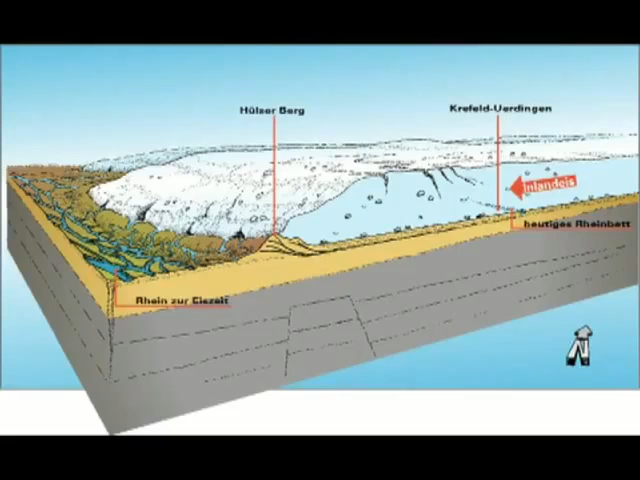 Hülser Berg
Krefeld-Uerdingen
Inlandeis
heutiges Rheinbett
Rhein zur Eiszeit
N